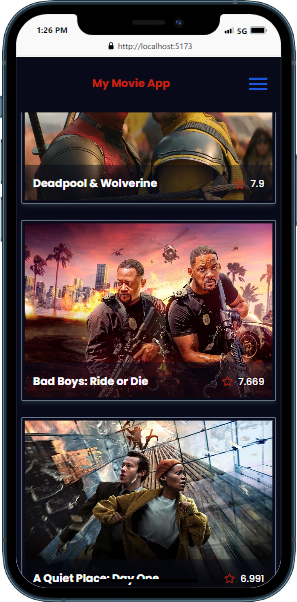 1:26 PM 5G
http://localhost:5173
My Movie App
Deadpool & Wolverine 7.9
Bad Boys: Ride or Die 7.669
A Quiet Place: Day One 6.991